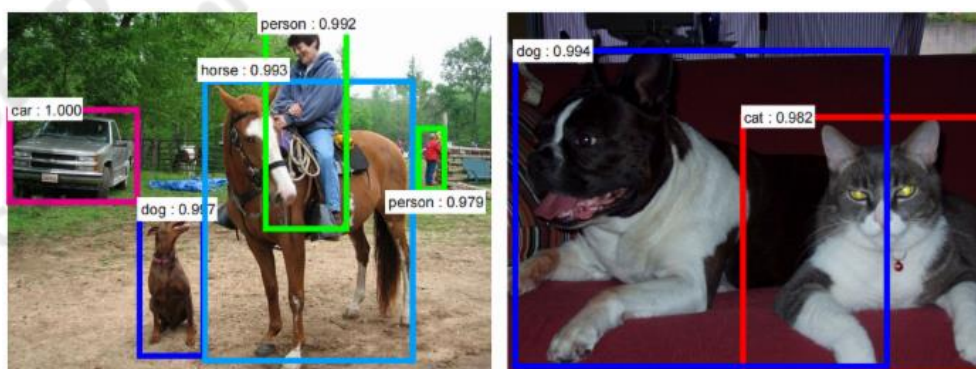 person : 0.992
horse : 0.993
car : 1.000
dog : 0.997
person : 0.979
dog : 0.994
cat : 0.982